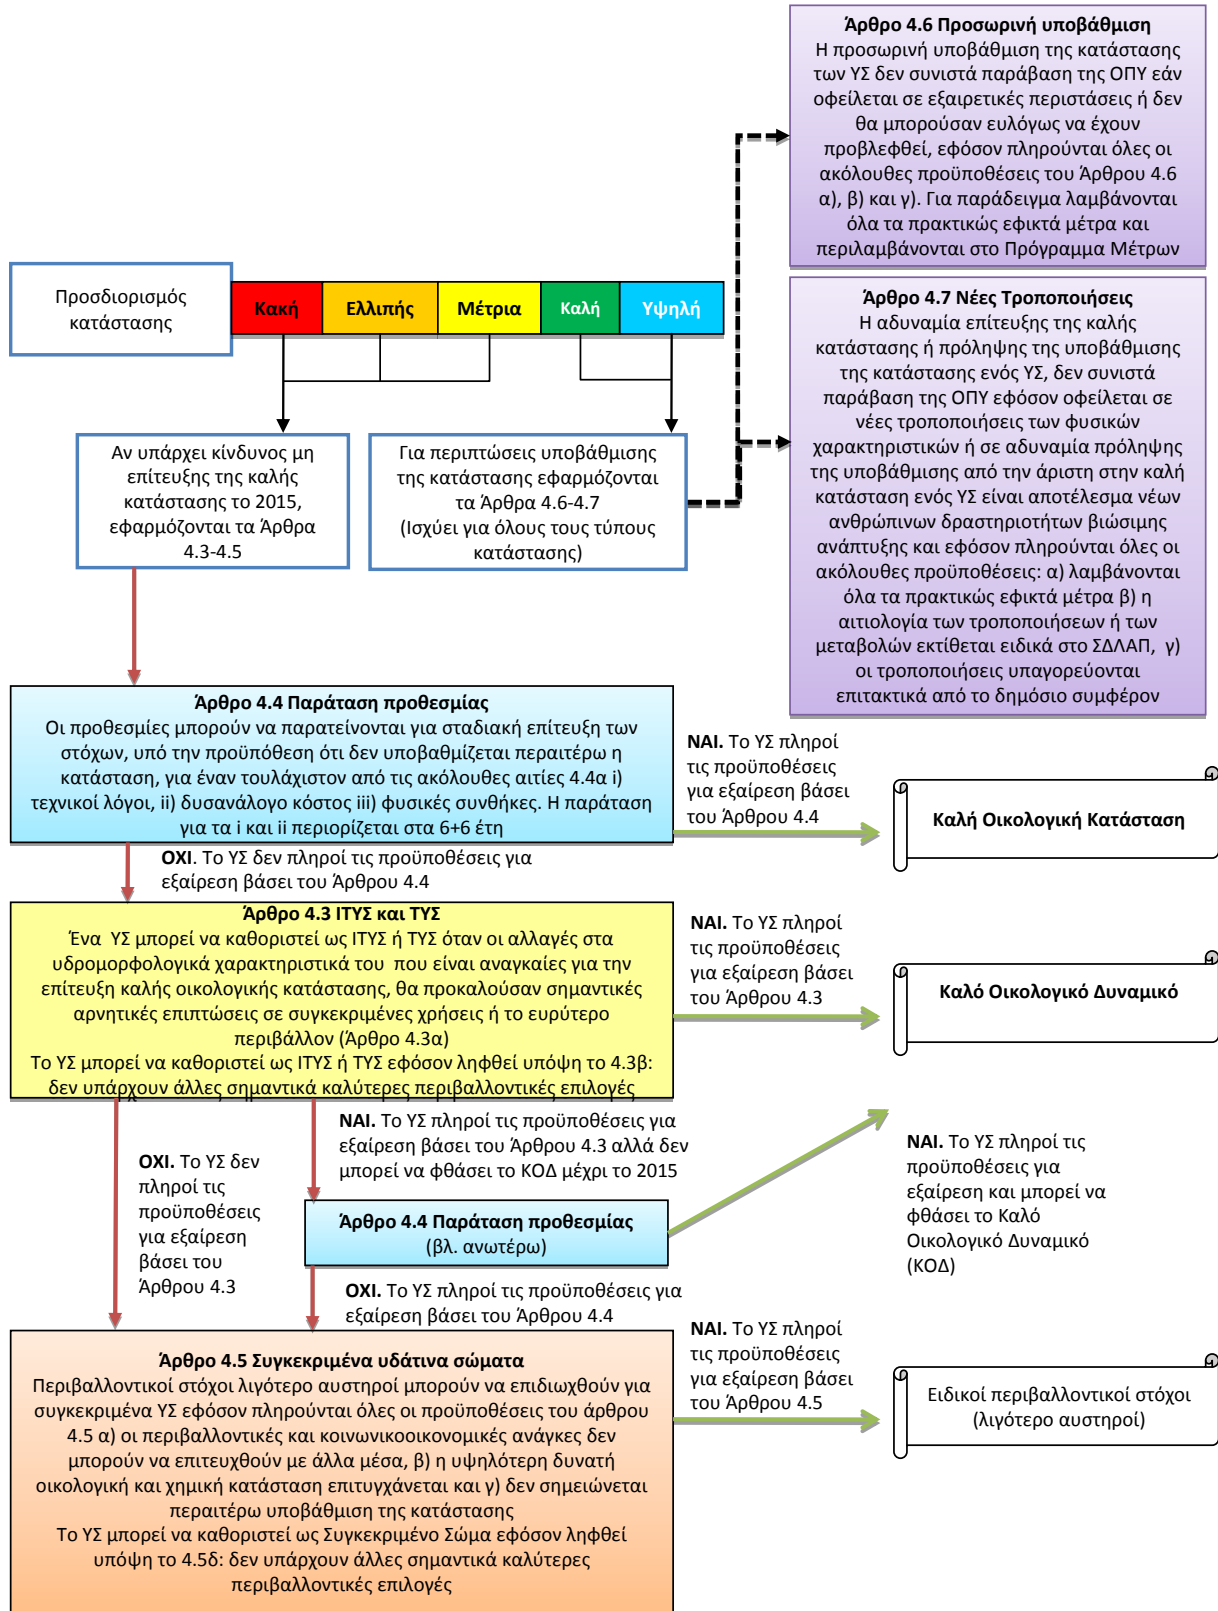 Άρθρο 4.6 Προσωρινή υποβάθμιση
Η προσωρινή υποβάθμιση της κατάστασης
των ΥΣ δεν συνιστά παράβαση της ΟΠΥ εάν
οφείλεται σε εξαιρετικές περιστάσεις ή δεν
θα μπορούσαν ευλόγως να έχουν
προβλεφθεί, εφόσον πληρούνται όλες οι
ακόλουθες προϋποθέσεις του Άρθρου 4.6
α), β) και γ). Για παράδειγμα λαμβάνονται
όλα τα πρακτικώς εφικτά μέτρα και
περιλαμβάνονται στο Πρόγραμμα Μέτρων
Προσδιορισμός
κατάστασης
Κακή
Ελλιπής
Μέτρια
Καλή
Υψηλή
Άρθρο 4.7 Νέες Τροποποιήσεις
Η αδυναμία επίτευξης της καλής
κατάστασης ή πρόληψης της υποβάθμισης
της κατάστασης ενός ΥΣ, δεν συνιστά
παράβαση της ΟΠΥ εφόσον οφείλεται σε
νέες τροποποιήσεις των φυσικών
χαρακτηριστικών ή σε αδυναμία πρόληψης
της υποβάθμισης από την άριστη στην καλή
κατάσταση ενός ΥΣ είναι αποτέλεσμα νέων
ανθρώπινων δραστηριοτήτων βιώσιμης
ανάπτυξης και εφόσον πληρούνται όλες οι
ακόλουθες προϋποθέσεις: α) λαμβάνονται
όλα τα πρακτικώς εφικτά μέτρα β) η
αιτιολογία των τροποποιήσεων ή των
μεταβολών εκτίθεται ειδικά στο ΣΔΛΑΠ, γ)
οι τροποποιήσεις υπαγορεύονται
επιτακτικά από το δημόσιο συμφέρον
Αν υπάρχει κίνδυνος μη
επίτευξης της καλής
κατάστασης το 2015,
εφαρμόζονται τα Άρθρα
4.3-4.5
Για περιπτώσεις υποβάθμισης
της κατάστασης εφαρμόζονται
τα Άρθρα 4.6-4.7
(Ισχύει για όλους τους τύπους
κατάστασης)
Άρθρο 4.4 Παράταση προθεσμίας
Οι προθεσμίες μπορούν να παρατείνονται για σταδιακή επίτευξη των
στόχων, υπό την προϋπόθεση ότι δεν υποβαθμίζεται περαιτέρω η
κατάσταση, για έναν τουλάχιστον από τις ακόλουθες αιτίες 4.4α i)
τεχνικοί λόγοι, ii) δυσανάλογο κόστος iii) φυσικές συνθήκες. Η παράταση
για τα i και ii περιορίζεται στα 6+6 έτη
ΝΑΙ. Το ΥΣ πληροί
τις προϋποθέσεις
για εξαίρεση βάσει
του Άρθρου 4.4
Καλή Οικολογική Κατάσταση
ΟΧΙ. Το ΥΣ δεν πληροί τις προϋποθέσεις για
εξαίρεση βάσει του Άρθρου 4.4
Άρθρο 4.3 ΙΤΥΣ και ΤΥΣ
Ένα ΥΣ μπορεί να καθοριστεί ως ΙΤΥΣ ή ΤΥΣ όταν οι αλλαγές στα
υδρομορφολογικά χαρακτηριστικά του που είναι αναγκαίες για την
επίτευξη καλής οικολογικής κατάστασης, θα προκαλούσαν σημαντικές
αρνητικές επιπτώσεις σε συγκεκριμένες χρήσεις ή το ευρύτερο
περιβάλλον (Άρθρο 4.3α)
Το ΥΣ μπορεί να καθοριστεί ως ΙΤΥΣ ή ΤΥΣ εφόσον ληφθεί υπόψη το 4.3β:
δεν υπάρχουν άλλες σημαντικά καλύτερες περιβαλλοντικές επιλογές
ΝΑΙ. Το ΥΣ πληροί
τις προϋποθέσεις
για εξαίρεση βάσει
του Άρθρου 4.3
Καλό Οικολογικό Δυναμικό
ΟΧΙ. Το ΥΣ δεν
πληροί τις
προϋποθέσεις
για εξαίρεση
βάσει του
Άρθρου 4.3
ΝΑΙ. Το ΥΣ πληροί τις προϋποθέσεις για
εξαίρεση βάσει του Άρθρου 4.3 αλλά δεν
μπορεί να φθάσει το ΚΟΔ μέχρι το 2015
Άρθρο 4.4 Παράταση προθεσμίας
(βλ. ανωτέρω)
ΝΑΙ. Το ΥΣ πληροί τις
προϋποθέσεις για
εξαίρεση και μπορεί να
φθάσει το Καλό
Οικολογικό Δυναμικό
(ΚΟΔ)
ΟΧΙ. Το ΥΣ πληροί τις προϋποθέσεις για
εξαίρεση βάσει του Άρθρου 4.4
Άρθρο 4.5 Συγκεκριμένα υδάτινα σώματα
Περιβαλλοντικοί στόχοι λιγότερο αυστηροί μπορούν να επιδιωχθούν για
συγκεκριμένα ΥΣ εφόσον πληρούνται όλες οι προϋποθέσεις του άρθρου
4.5 α) οι περιβαλλοντικές και κοινωνικοοικονομικές ανάγκες δεν
μπορούν να επιτευχθούν με άλλα μέσα, β) η υψηλότερη δυνατή
οικολογική και χημική κατάσταση επιτυγχάνεται και γ) δεν σημειώνεται
περαιτέρω υποβάθμιση της κατάστασης
Το ΥΣ μπορεί να καθοριστεί ως Συγκεκριμένο Σώμα εφόσον ληφθεί
υπόψη το 4.5δ: δεν υπάρχουν άλλες σημαντικά καλύτερες
περιβαλλοντικές επιλογές
ΝΑΙ. Το ΥΣ πληροί
τις προϋποθέσεις
για εξαίρεση βάσει
του Άρθρου 4.5
Ειδικοί περιβαλλοντικοί στόχοι
(λιγότερο αυστηροί)